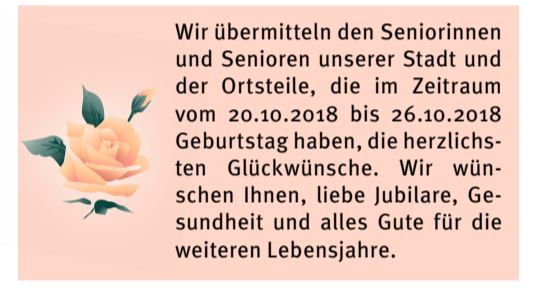 Wir übermitteln den Seniorinnen
und Senioren unserer Stadt und
der Ortsteile, die im Zeitraum
vom 20.10.2018 bis 26.10.2018
Geburtstag haben, die herzlichs-
ten Glückwünsche. Wir wün-
schen Ihnen, liebe Jubilare, Ge-
sundheit und alles Gute für die
weiteren Lebensjahre.